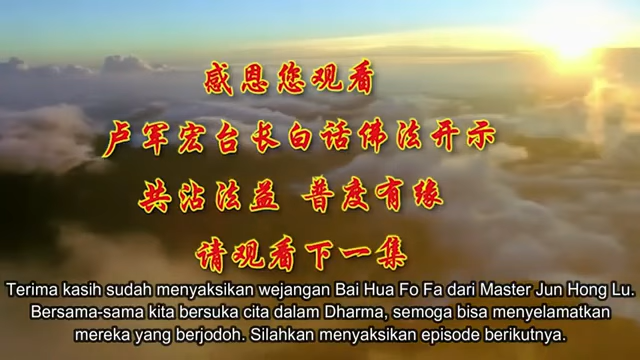 感恩您观看
卢军宏台长白话佛法开示
共沾法益 普度有缘
请观看下一集
Terima kasih sudah menyaksikan wejangan Bai Hua Fo Fa dari Master Jun Hong Lu.
Bersama-sama kita bersuka cita dalam Dharma, semoga bisa menyelamatkan
mereka yang berjodoh. Silahkan menyaksikan episode berikutnya.